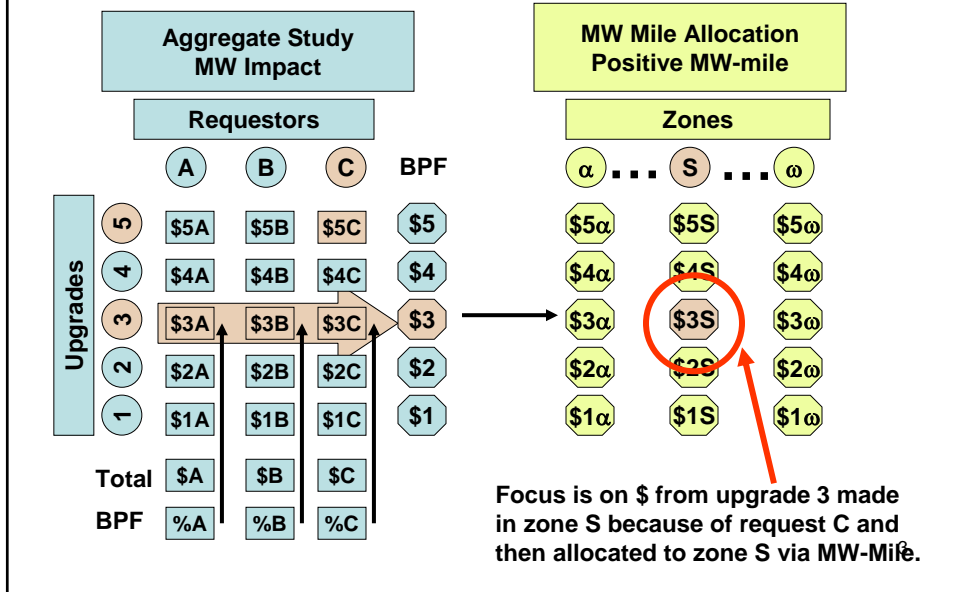 Aggregate Study
MW Impact
MW Mile Allocation
Positive MW-mile
Requestors
Zones
A B C BPF
α ... S ... ω
Upgrades
5 $5A $5B $5C $5 $5α $5S $5ω
4 $4A $4B $4C $4 $4α $4S $4ω
3 $3A $3B $3C $3 $3α $3S $3ω
2 $2A $2B $2C $2 $2α $2S $2ω
1 $1A $1B $1C $1 $1α $1S $1ω
Total $A $B $C
BPF %A %B %C
Focus is on $ from upgrade 3 made
in zone S because of request C and
then allocated to zone S via MW-Mile.